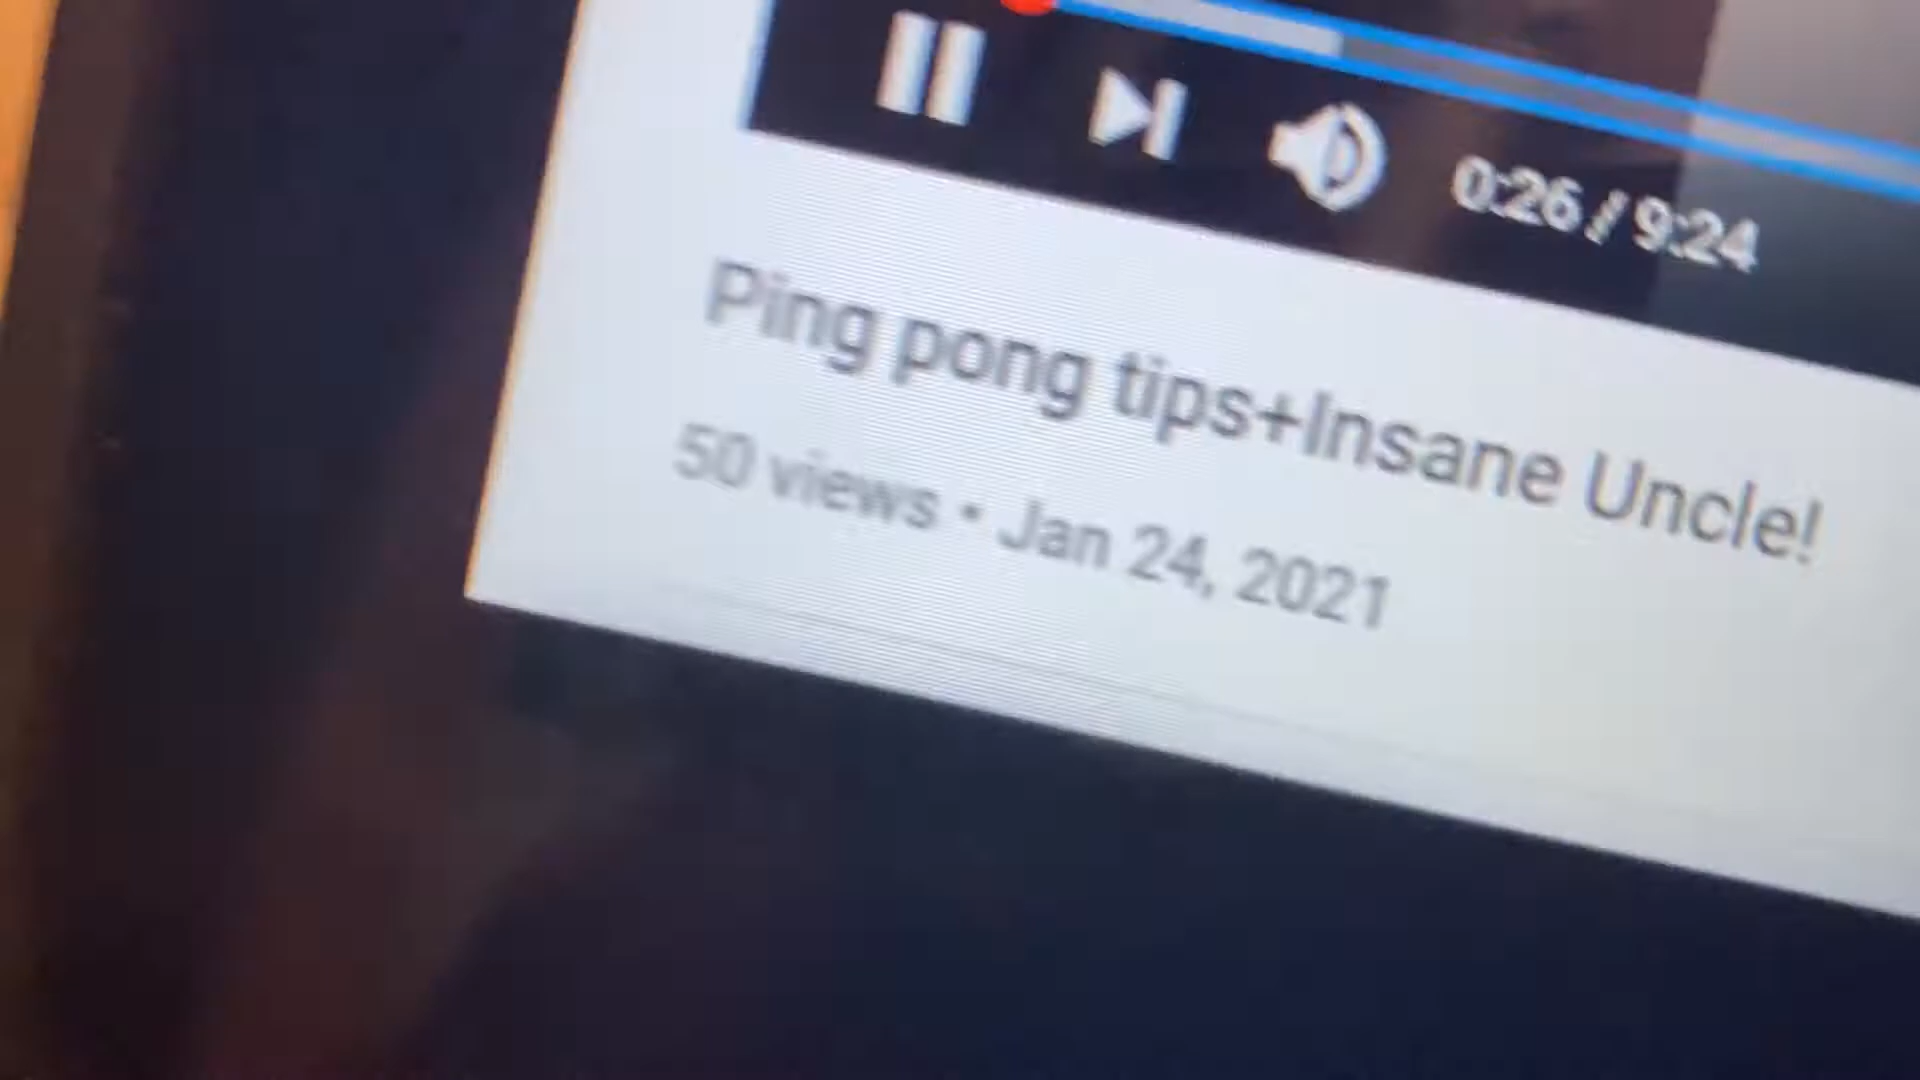 0:26 / 9:24
Ping pong tips+Insane Uncle!
50 views • Jan 24, 2021